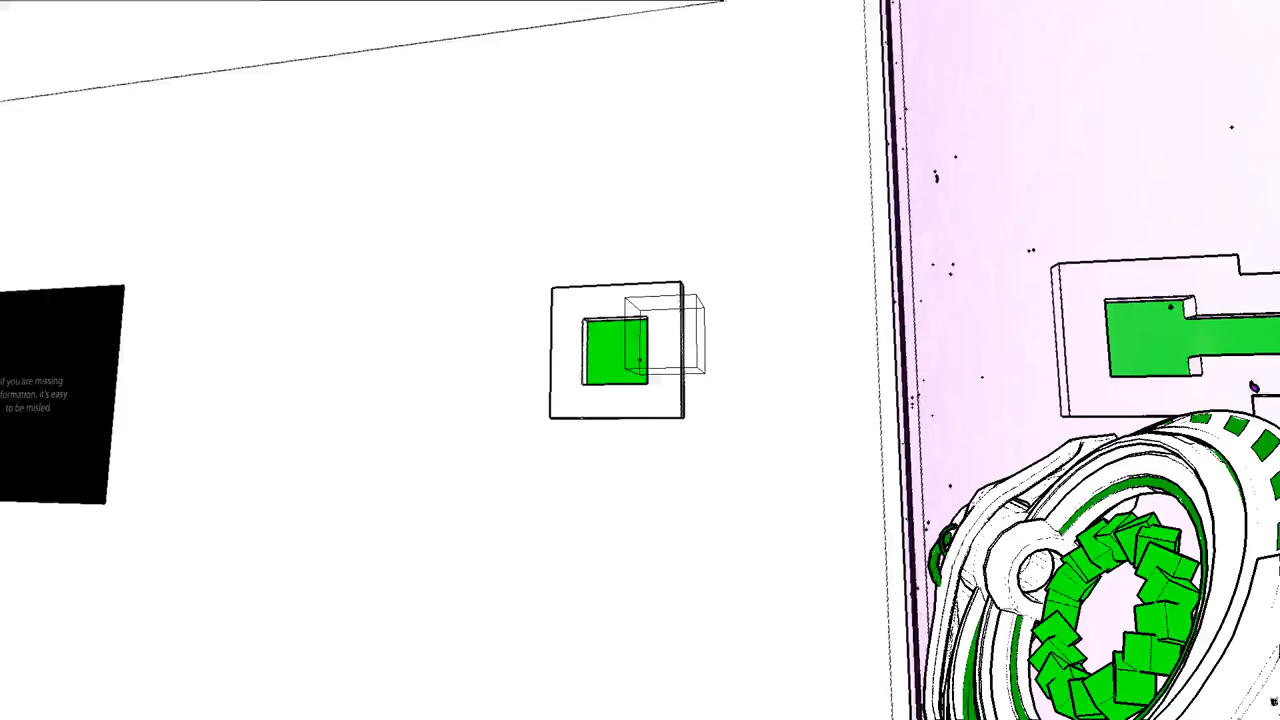 if you are missing
formation, it's easy
to be misled.